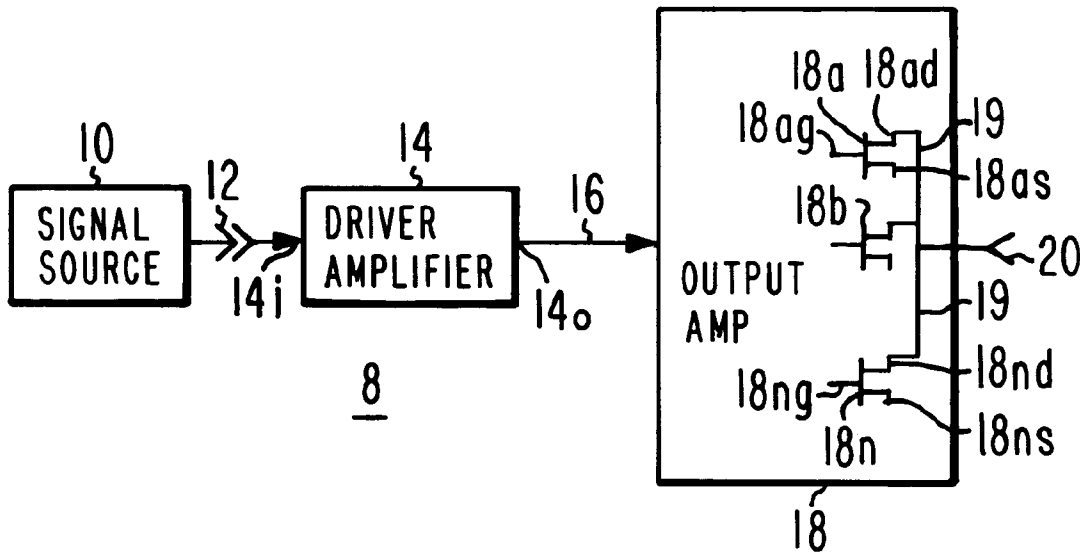 10
SIGNAL
SOURCE
12
14i
14
DRIVER
AMPLIFIER
14o
16
8
OUTPUT
AMP
18a
18ad
18ag
19
18as
18b
20
19
18nd
18ng
18n
18ns
18